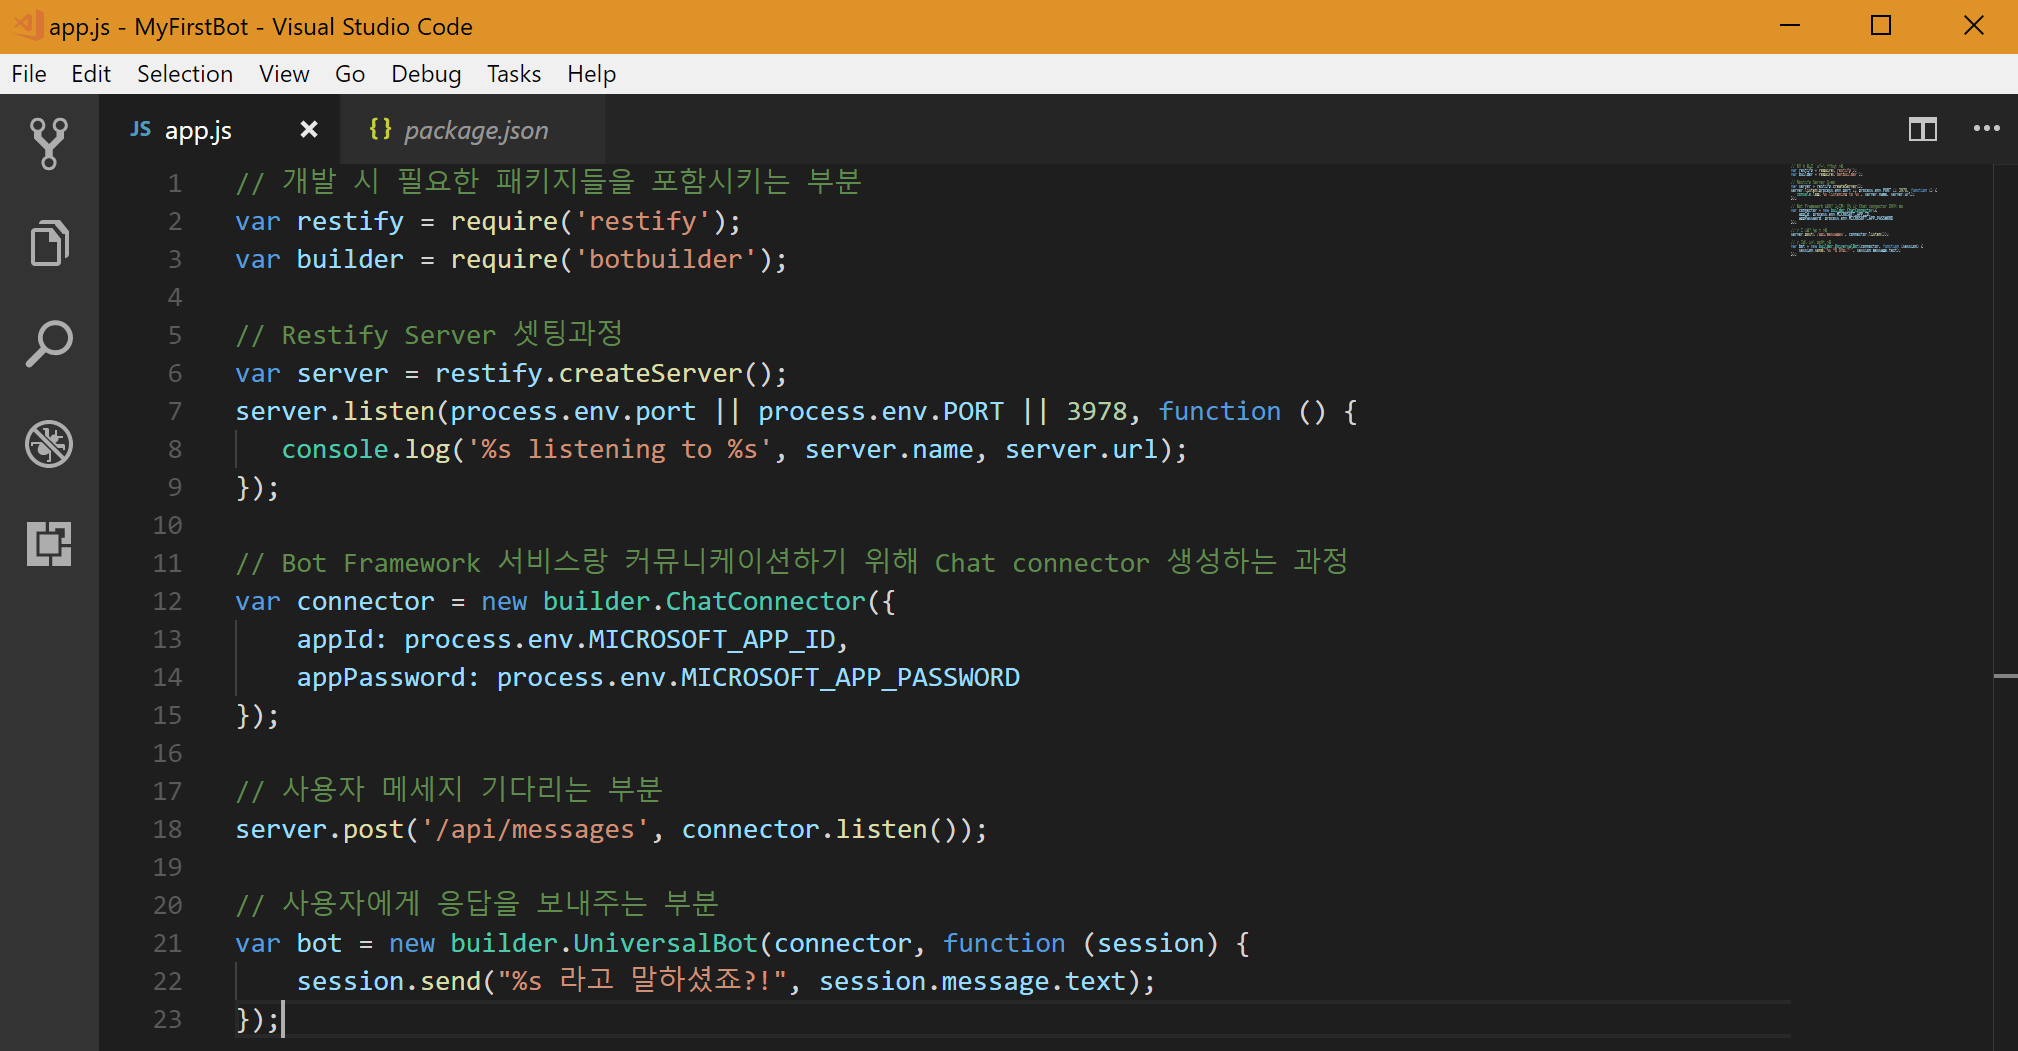 app.js - MyFirstBot - Visual Studio Code
File Edit Selection View Go Debug Tasks Help
JS app.js {} package.json
1 // 개발 시 필요한 패키지들을 포함시키는 부분
2 var restify = require('restify');
3 var builder = require('botbuilder');
4
5 // Restify Server 셋팅과정
6 var server = restify.createServer();
7 server.listen(process.env.port || process.env.PORT || 3978, function () {
8    console.log('%s listening to %s', server.name, server.url);
9 });
10
11 // Bot Framework 서비스랑 커뮤니케이션하기 위해 Chat connector 생성하는 과정
12 var connector = new builder.ChatConnector({
13     appId: process.env.MICROSOFT_APP_ID,
14     appPassword: process.env.MICROSOFT_APP_PASSWORD
15 });
16
17 // 사용자 메세지 기다리는 부분
18 server.post('/api/messages', connector.listen());
19
20 // 사용자에게 응답을 보내주는 부분
21 var bot = new builder.UniversalBot(connector, function (session) {
22     session.send("%s 라고 말하셨죠?!", session.message.text);
23 });